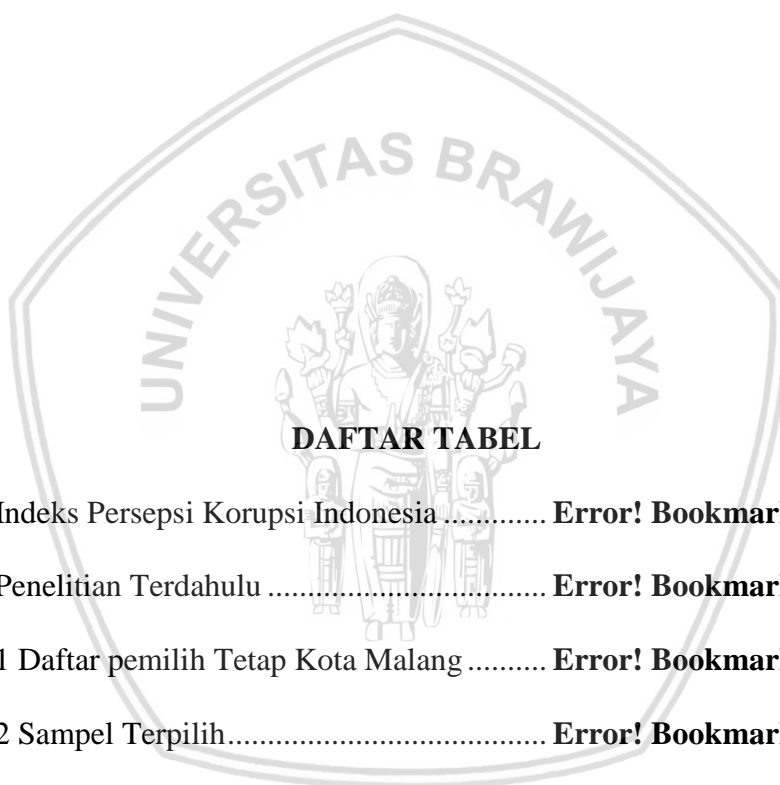 UNIVERSITAS BRAWIJAYA
DAFTAR TABEL
Indeks Persepsi Korupsi Indonesia ............ Error! Bookmar
Penelitian Terdahulu ................................. Error! Bookmar
1 Daftar pemilih Tetap Kota Malang .......... Error! Bookmar
2 Sampel Terpilih...................................... Error! Bookmar